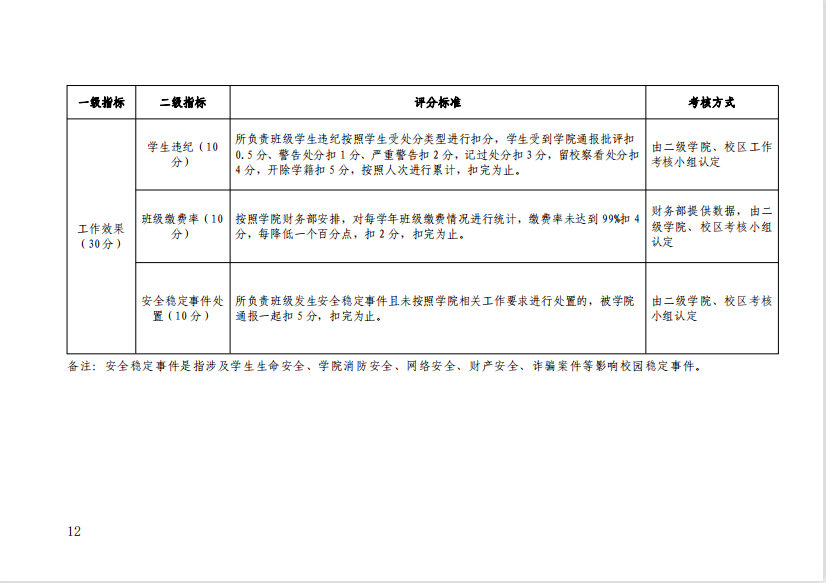 一级指标 二级指标 评分标准 考核方式
工作效果
（30分）
学生违纪（10
分）
所负责班级学生违纪按照学生受处分类型进行扣分，学生受到学院通报批评扣
0.5分、警告处分扣1分、严重警告扣2分，记过处分扣3分，留校察看处分扣
4分，开除学籍扣5分，按照人次进行累计，扣完为止。
由二级学院、校区工作
考核小组认定
班级缴费率（10
分）
按照学院财务部安排，对每学年班级缴费情况进行统计，缴费率未达到99%扣4
分，每降低一个百分点，扣2分，扣完为止。
财务部提供数据，由二
级学院、校区考核小组
认定
安全稳定事件处
置（10分）
所负责班级发生安全稳定事件且未按照学院相关工作要求进行处置的，被学院
通报一起扣5分，扣完为止。
由二级学院、校区考核
小组认定
备注：安全稳定事件是指涉及学生生命安全、学院消防安全、网络安全、财产安全、诈骗案件等影响校园稳定事件。
12